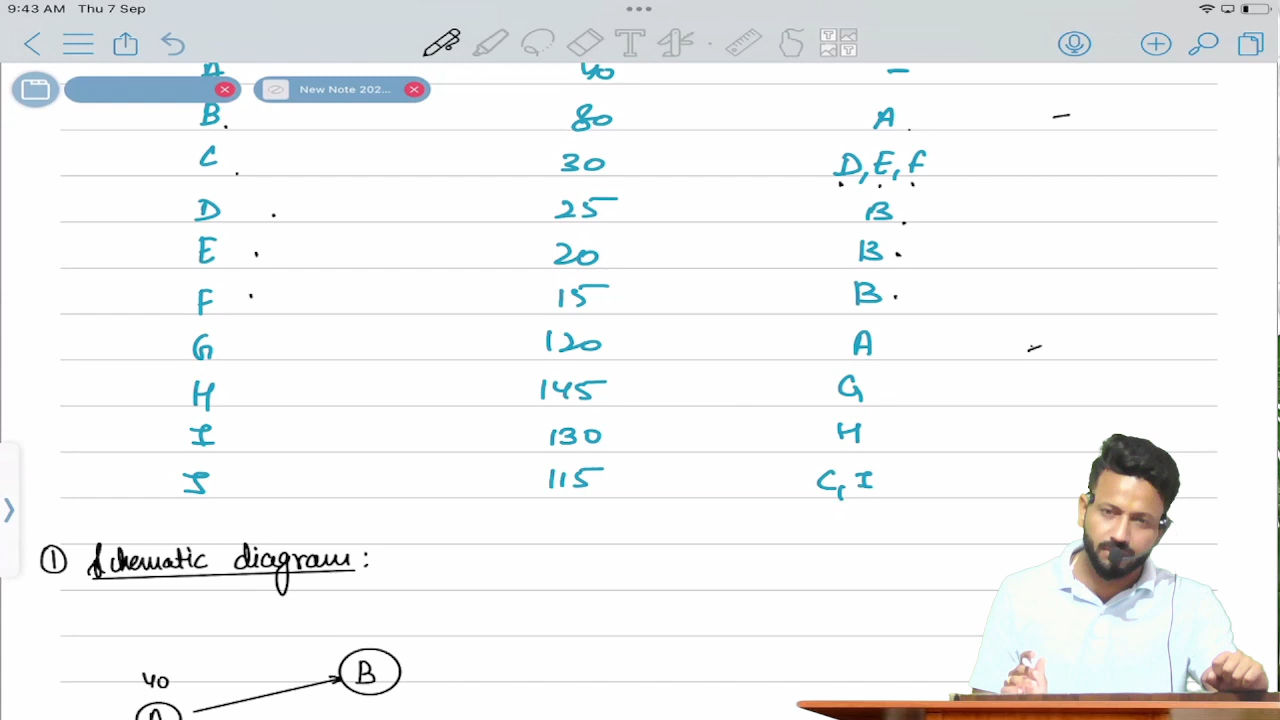 9:43 AM Thu 7 Sep
New Note 202...
A 40 –
B 80 A
C 30 D, E, F
D 25 B
E 20 B
F 15 B
G 120 A
H 145 G
I 130 H
J 115 C, I
① Schematic diagram:
B
40
A